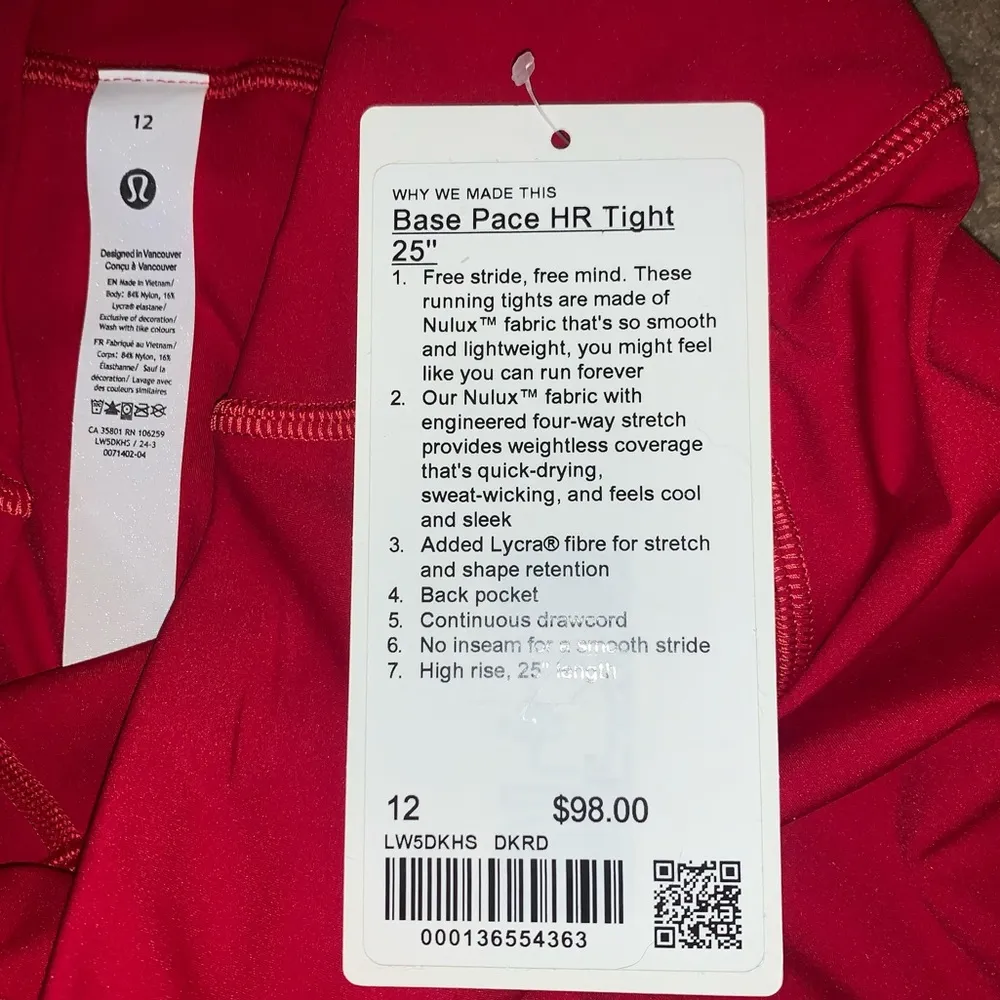 12
Designed in Vancouver
Conçu à Vancouver
EN Made in Vietnam/
Body: 84% Nylon, 16%
Lycra® elastane/
Exclusive of decoration/
Wash with like colours
FR Fabriqué au Vietnam/
Corps: 84% Nylon, 16%
Élasthanne/ Sauf la
décoration/ Lavage avec
des couleurs similaires
CA 35801 RN 106259
LW5DKHS / 24-3
0071402-04
WHY WE MADE THIS
Base Pace HR Tight
25"
1. Free stride, free mind. These
running tights are made of
Nulux™ fabric that's so smooth
and lightweight, you might feel
like you can run forever
2. Our Nulux™ fabric with
engineered four-way stretch
provides weightless coverage
that's quick-drying,
sweat-wicking, and feels cool
and sleek
3. Added Lycra® fibre for stretch
and shape retention
4. Back pocket
5. Continuous drawcord
6. No inseam for a smooth stride
7. High rise, 25" length
12 $98.00
LW5DKHS DKRD
000136554363